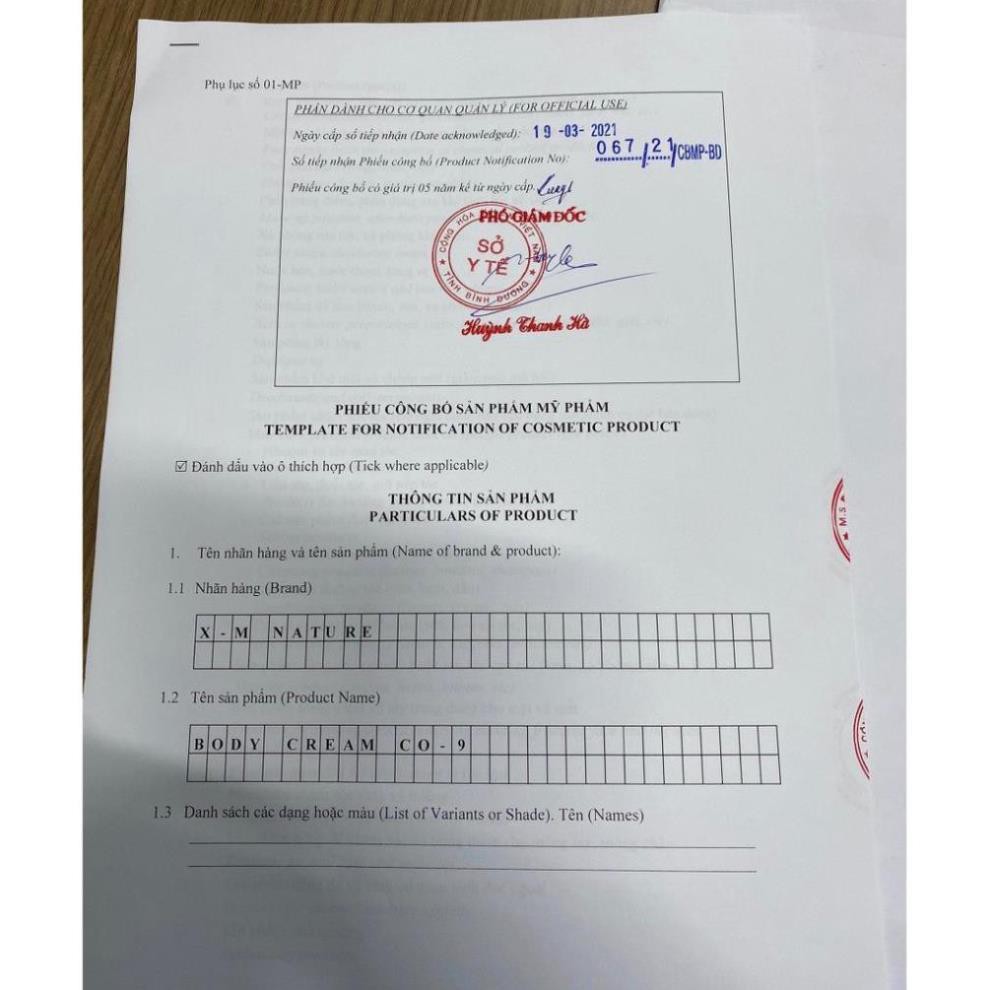 Phụ lục số 01-MP
PHẦN DÀNH CHO CƠ QUAN QUẢN LÝ (FOR OFFICIAL USE)
Ngày cấp số tiếp nhận (Date acknowledged): 19 -03- 2021
Số tiếp nhận Phiếu công bố (Product Notification No): 067/21/CBMP-BD
Phiếu công bố có giá trị 05 năm kể từ ngày cấp.
PHÓ GIÁM ĐỐC
CỘNG HÒA VIỆT NAM
SỞ
Y TẾ
★ TỈNH BÌNH DƯƠNG ★
Huỳnh Thanh Hà
PHIẾU CÔNG BỐ SẢN PHẨM MỸ PHẨM
TEMPLATE FOR NOTIFICATION OF COSMETIC PRODUCT
☑ Đánh dấu vào ô thích hợp (Tick where applicable)
THÔNG TIN SẢN PHẨM
PARTICULARS OF PRODUCT
1. Tên nhãn hàng và tên sản phẩm (Name of brand & product):
1.1 Nhãn hàng (Brand)
X-M NATURE
1.2 Tên sản phẩm (Product Name)
BODY CREAM CO-9
1.3 Danh sách các dạng hoặc màu (List of Variants or Shade). Tên (Names)
★ M.S